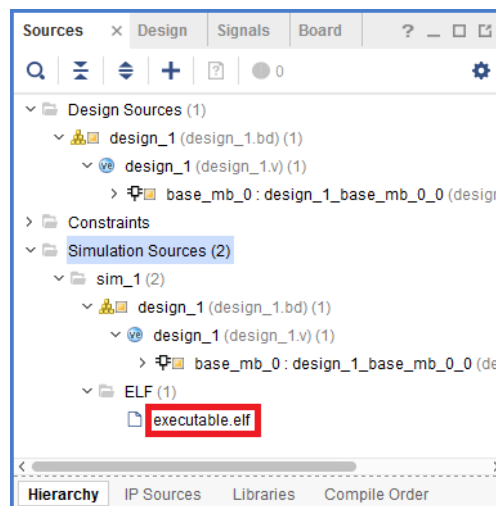 Sources × Design Signals Board ? _
0
Design Sources (1)
design_1 (design_1.bd) (1)
design_1 (design_1.v) (1)
base_mb_0 : design_1_base_mb_0_0 (design
Constraints
Simulation Sources (2)
sim_1 (2)
design_1 (design_1.bd) (1)
design_1 (design_1.v) (1)
base_mb_0 : design_1_base_mb_0_0 (de
ELF (1)
executable.elf
Hierarchy IP Sources Libraries Compile Order